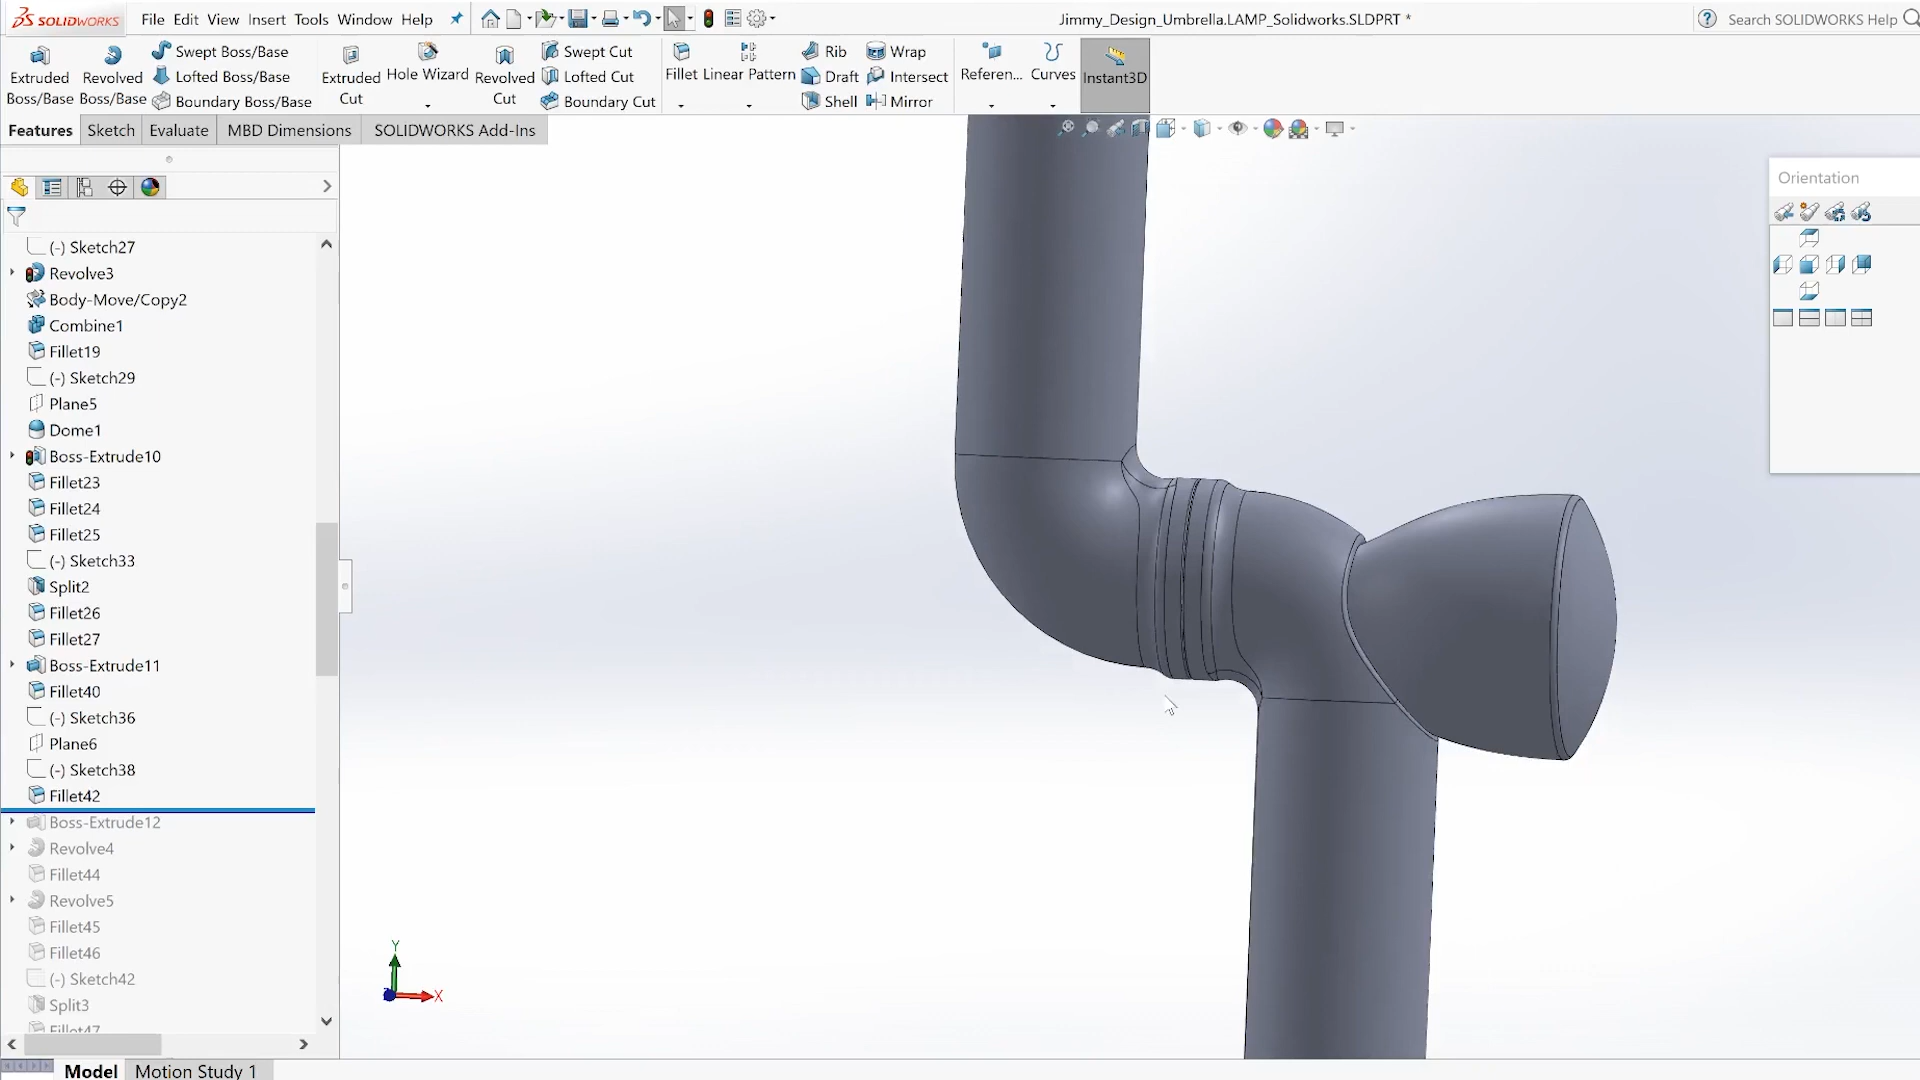 SOLIDWORKS File Edit View Insert Tools Window Help Jimmy_Design_Umbrella.LAMP_Solidworks.SLDPRT * Search SOLIDWORKS Help
Extruded Boss/Base
Revolved Boss/Base
Swept Boss/Base
Lofted Boss/Base
Boundary Boss/Base
Extruded Cut
Hole Wizard
Revolved Cut
Swept Cut
Lofted Cut
Boundary Cut
Fillet
Linear Pattern
Rib
Draft
Shell
Wrap
Intersect
Mirror
Referen...
Curves
Instant3D
Features Sketch Evaluate MBD Dimensions SOLIDWORKS Add-Ins
Orientation
(-) Sketch27
Revolve3
Body-Move/Copy2
Combine1
Fillet19
(-) Sketch29
Plane5
Dome1
Boss-Extrude10
Fillet23
Fillet24
Fillet25
(-) Sketch33
Split2
Fillet26
Fillet27
Boss-Extrude11
Fillet40
(-) Sketch36
Plane6
(-) Sketch38
Fillet42
Boss-Extrude12
Revolve4
Fillet44
Revolve5
Fillet45
Fillet46
(-) Sketch42
Split3
Fillet47
Y
X
Model Motion Study 1